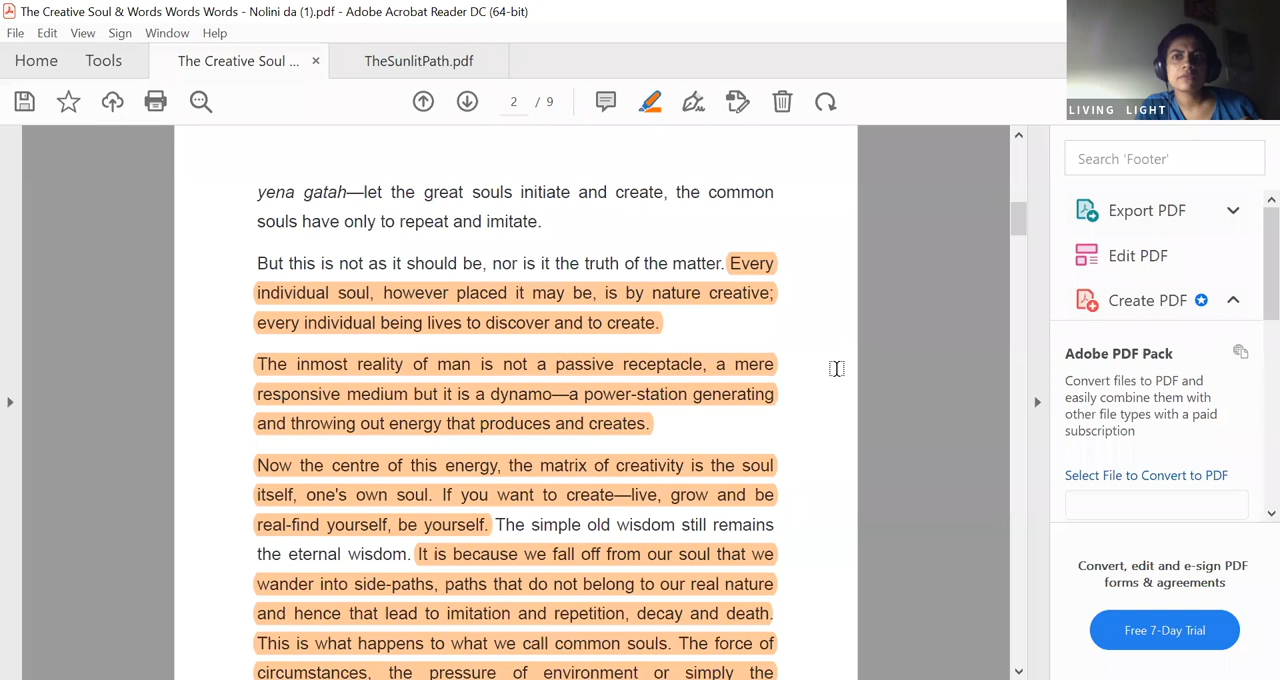 The Creative Soul & Words Words Words - Nolini da (1).pdf - Adobe Acrobat Reader DC (64-bit)
File Edit View Sign Window Help
Home Tools The Creative Soul ... × TheSunlitPath.pdf
2 / 9
LIVING LIGHT
Search 'Footer'
Export PDF
Edit PDF
Create PDF
Adobe PDF Pack
Convert files to PDF and
easily combine them with
other file types with a paid
subscription
Select File to Convert to PDF
Convert, edit and e-sign PDF
forms & agreements
Free 7-Day Trial
yena gatah—let the great souls initiate and create, the common
souls have only to repeat and imitate.
But this is not as it should be, nor is it the truth of the matter. Every
individual soul, however placed it may be, is by nature creative;
every individual being lives to discover and to create.
The inmost reality of man is not a passive receptacle, a mere
responsive medium but it is a dynamo—a power-station generating
and throwing out energy that produces and creates.
Now the centre of this energy, the matrix of creativity is the soul
itself, one's own soul. If you want to create—live, grow and be
real-find yourself, be yourself. The simple old wisdom still remains
the eternal wisdom. It is because we fall off from our soul that we
wander into side-paths, paths that do not belong to our real nature
and hence that lead to imitation and repetition, decay and death.
This is what happens to what we call common souls. The force of
circumstances, the pressure of environment or simply the